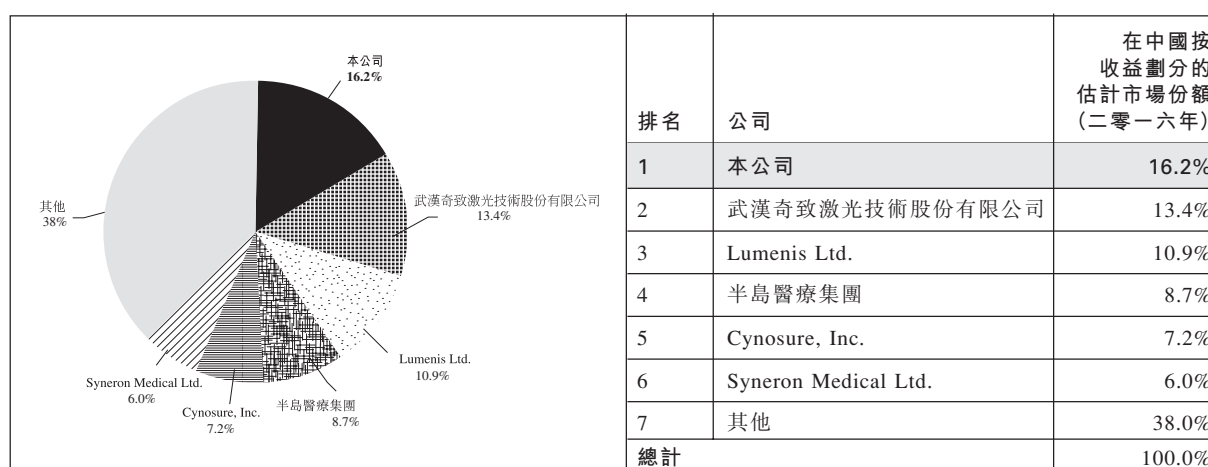 本公司
16.2%
武漢奇致激光技術股份有限公司
13.4%
Lumenis Ltd.
10.9%
半島醫療集團
8.7%
Cynosure, Inc.
7.2%
Syneron Medical Ltd.
6.0%
其他
38%
在中國按
收益劃分的
估計市場份額
排名 公司 (二零一六年)
1 本公司 16.2%
2 武漢奇致激光技術股份有限公司 13.4%
3 Lumenis Ltd. 10.9%
4 半島醫療集團 8.7%
5 Cynosure, Inc. 7.2%
6 Syneron Medical Ltd. 6.0%
7 其他 38.0%
總計 100.0%